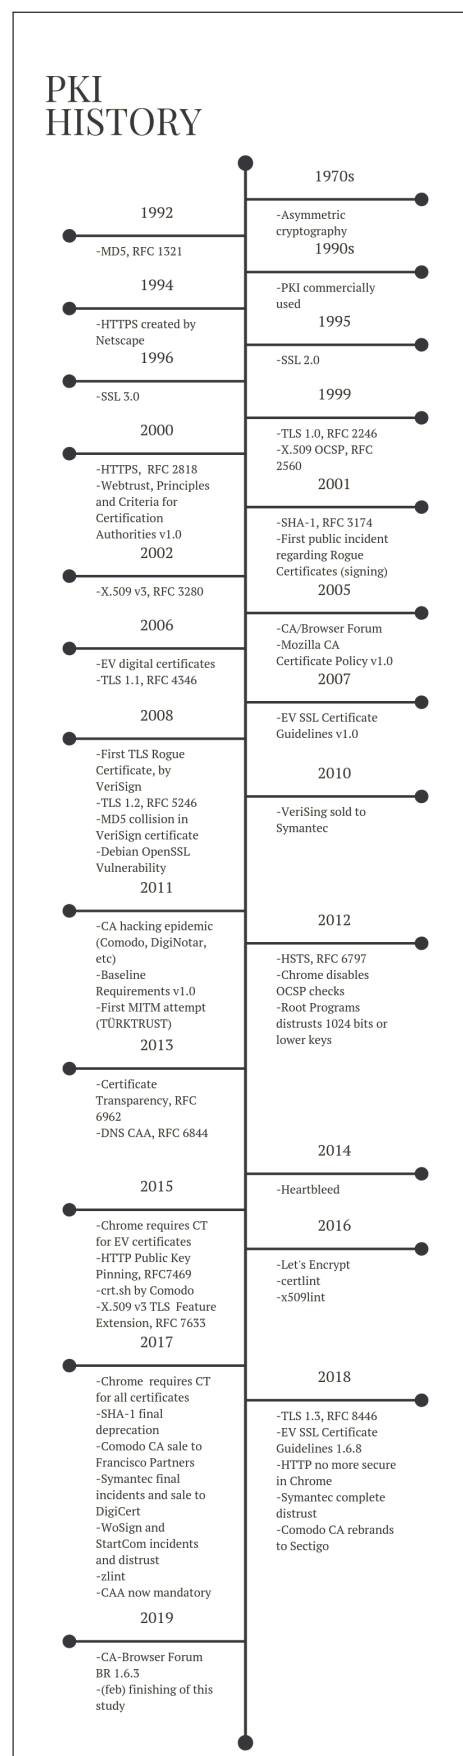 PKI
HISTORY
1970s
-Asymmetric
cryptography
1992
-MD5, RFC 1321
1990s
-PKI commercially
used
1994
-HTTPS created by
Netscape
1995
-SSL 2.0
1996
-SSL 3.0
1999
-TLS 1.0, RFC 2246
-X.509 OCSP, RFC
2560
2000
-HTTPS, RFC 2818
-Webtrust, Principles
and Criteria for
Certification
Authorities v1.0
2001
-SHA-1, RFC 3174
-First public incident
regarding Rogue
Certificates (signing)
2002
-X.509 v3, RFC 3280
2005
-CA/Browser Forum
-Mozilla CA
Certificate Policy v1.0
2006
-EV digital certificates
-TLS 1.1, RFC 4346
2007
-EV SSL Certificate
Guidelines v1.0
2008
-First TLS Rogue
Certificate, by
VeriSign
-TLS 1.2, RFC 5246
-MD5 collision in
VeriSign certificate
-Debian OpenSSL
Vulnerability
2010
-VeriSing sold to
Symantec
2011
-CA hacking epidemic
(Comodo, DigiNotar,
etc)
-Baseline
Requirements v1.0
-First MITM attempt
(TÜRKTRUST)
2012
-HSTS, RFC 6797
-Chrome disables
OCSP checks
-Root Programs
distrusts 1024 bits or
lower keys
2013
-Certificate
Transparency, RFC
6962
-DNS CAA, RFC 6844
2014
-Heartbleed
2015
-Chrome requires CT
for EV certificates
-HTTP Public Key
Pinning, RFC7469
-crt.sh by Comodo
-X.509 v3 TLS Feature
Extension, RFC 7633
2016
-Let's Encrypt
-certlint
-x509lint
2017
-Chrome requires CT
for all certificates
-SHA-1 final
deprecation
-Comodo CA sale to
Francisco Partners
-Symantec final
incidents and sale to
DigiCert
-WoSign and
StartCom incidents
and distrust
-zlint
-CAA now mandatory
2018
-TLS 1.3, RFC 8446
-EV SSL Certificate
Guidelines 1.6.8
-HTTP no more secure
in Chrome
-Symantec complete
distrust
-Comodo CA rebrands
to Sectigo
2019
-CA-Browser Forum
BR 1.6.3
-(feb) finishing of this
study